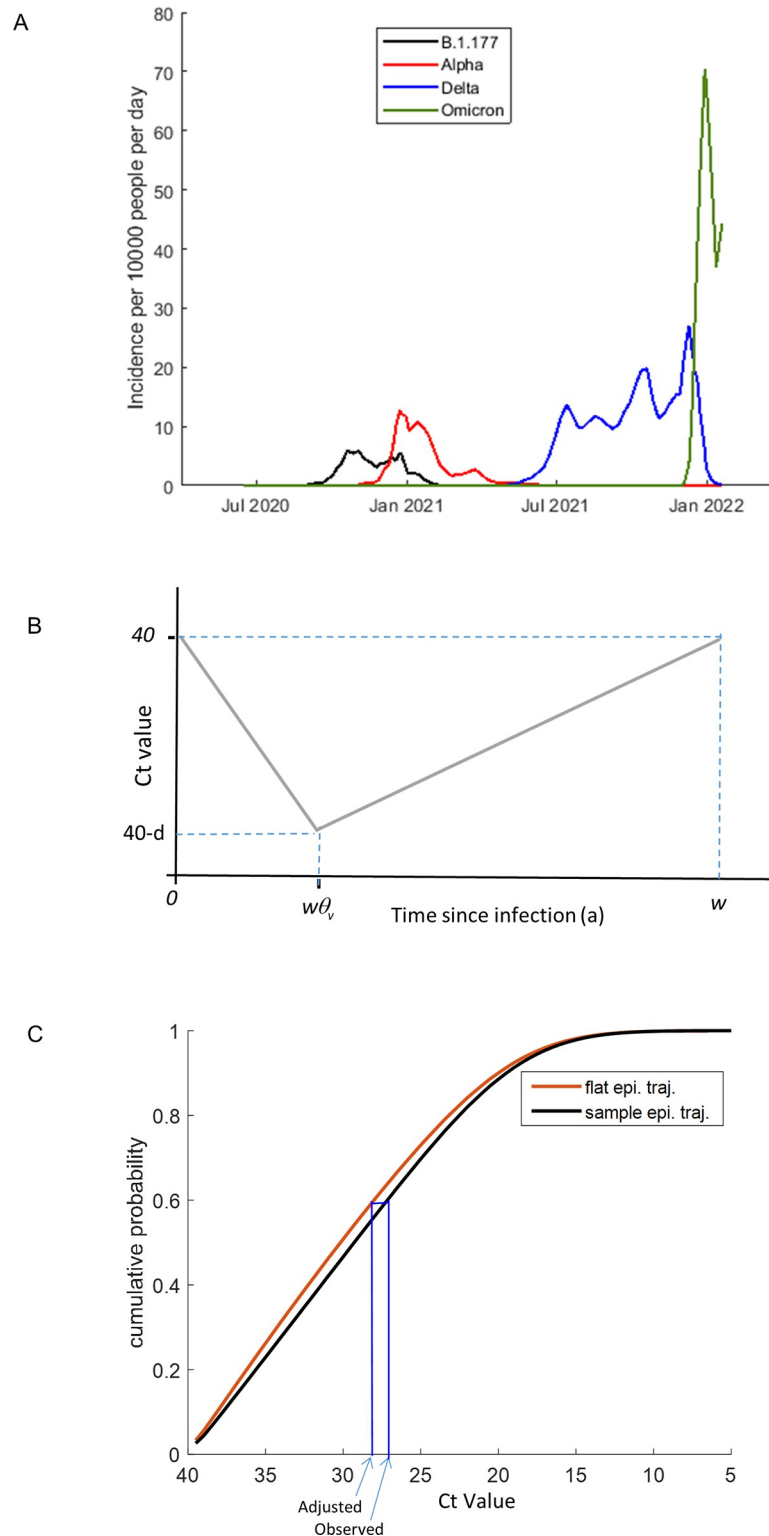 A
80
70
60
50
40
30
20
10
0
Incidence per 10000 people per day
B.1.177
Alpha
Delta
Omicron
Jul 2020
Jan 2021
Jul 2021
Jan 2022
B
40
40-d
Ct value
0
wθv
w
Time since infection (a)
C
1
0.8
0.6
0.4
0.2
0
cumulative probability
flat epi. traj.
sample epi. traj.
40
35
30
25
20
15
10
5
Ct Value
Adjusted
Observed